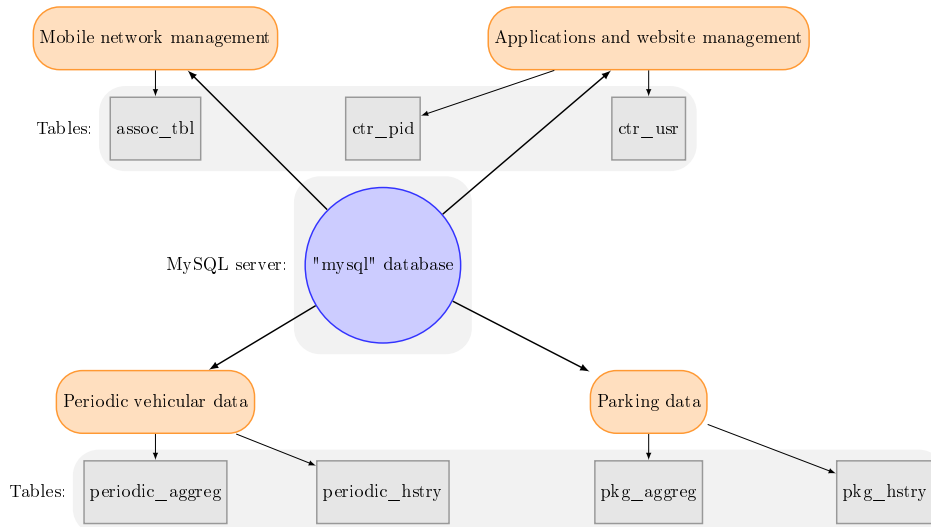 Mobile network management
Applications and website management
Tables:
assoc_tbl
ctr_pid
ctr_usr
MySQL server:
"mysql" database
Periodic vehicular data
Parking data
Tables:
periodic_aggreg
periodic_hstry
pkg_aggreg
pkg_hstry